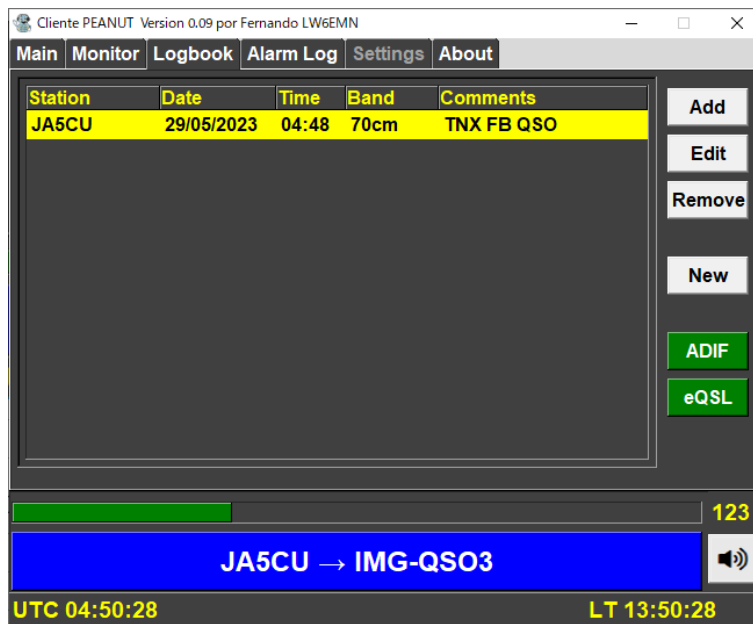 Cliente PEANUT Version 0.09 por Fernando LW6EMN
Main Monitor Logbook Alarm Log Settings About
Station Date Time Band Comments
JA5CU 29/05/2023 04:48 70cm TNX FB QSO
Add
Edit
Remove
New
ADIF
eQSL
123
JA5CU → IMG-QSO3
UTC 04:50:28 LT 13:50:28